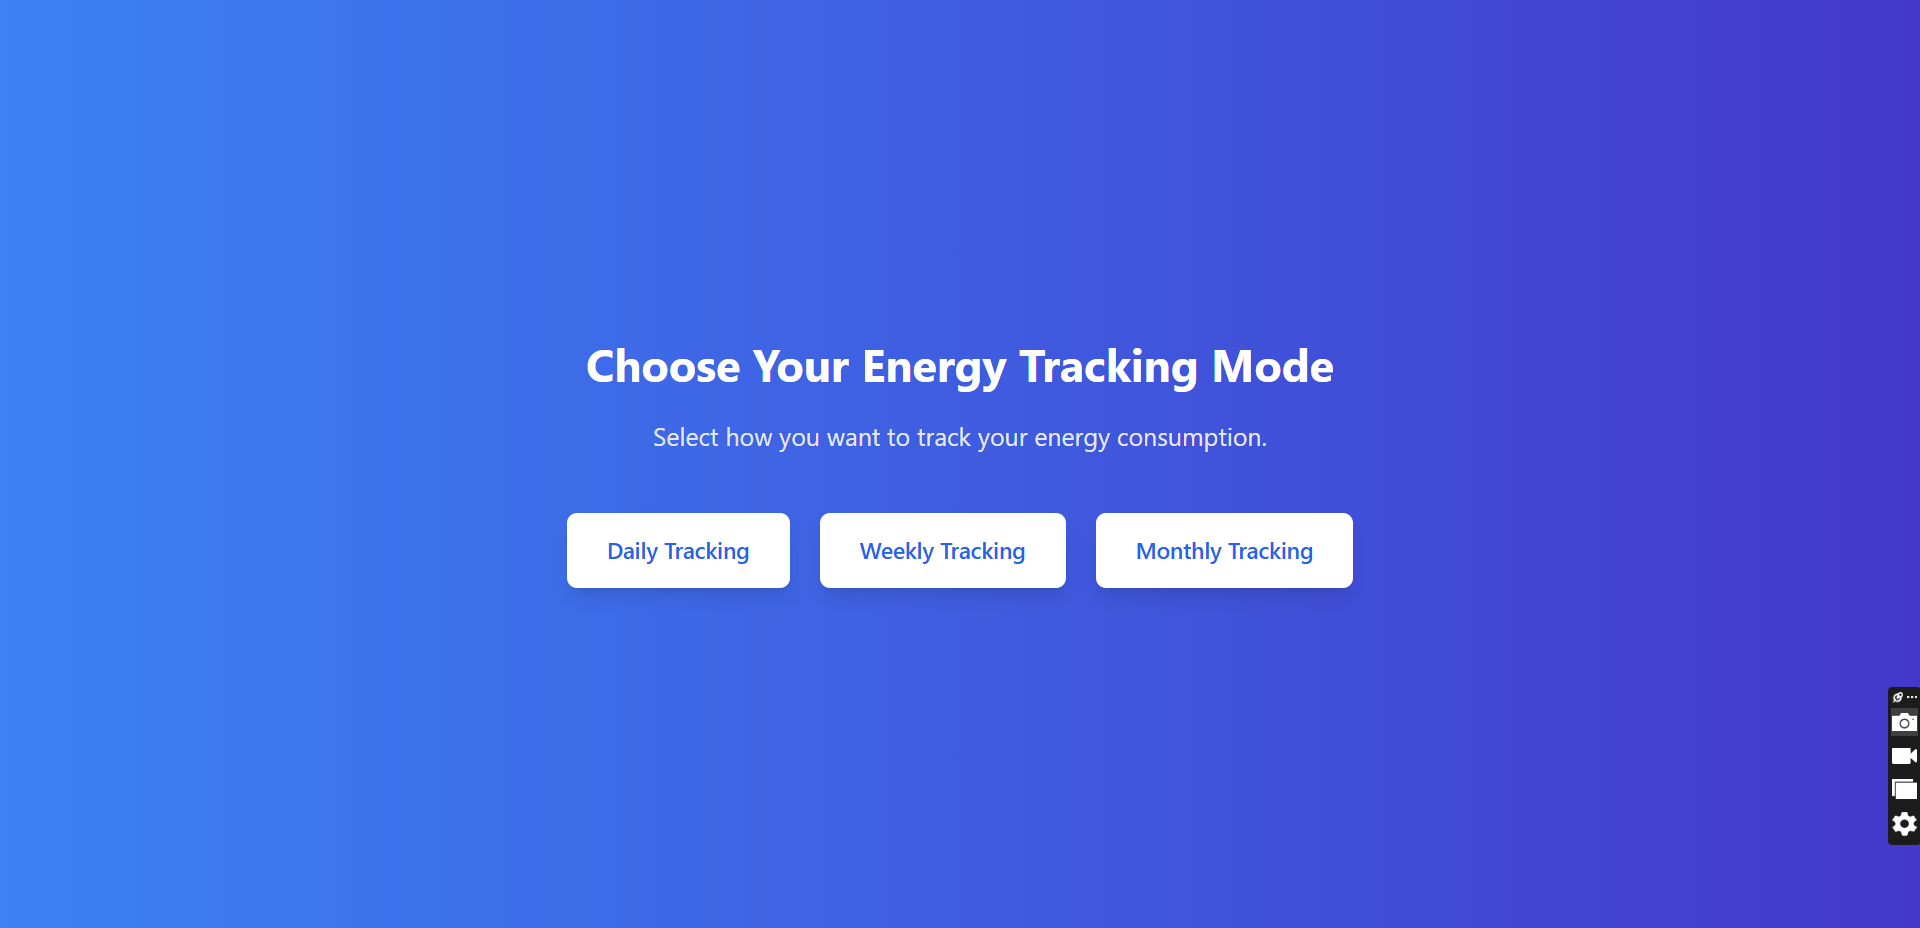 Choose Your Energy Tracking Mode
Select how you want to track your energy consumption.
Daily Tracking
Weekly Tracking
Monthly Tracking